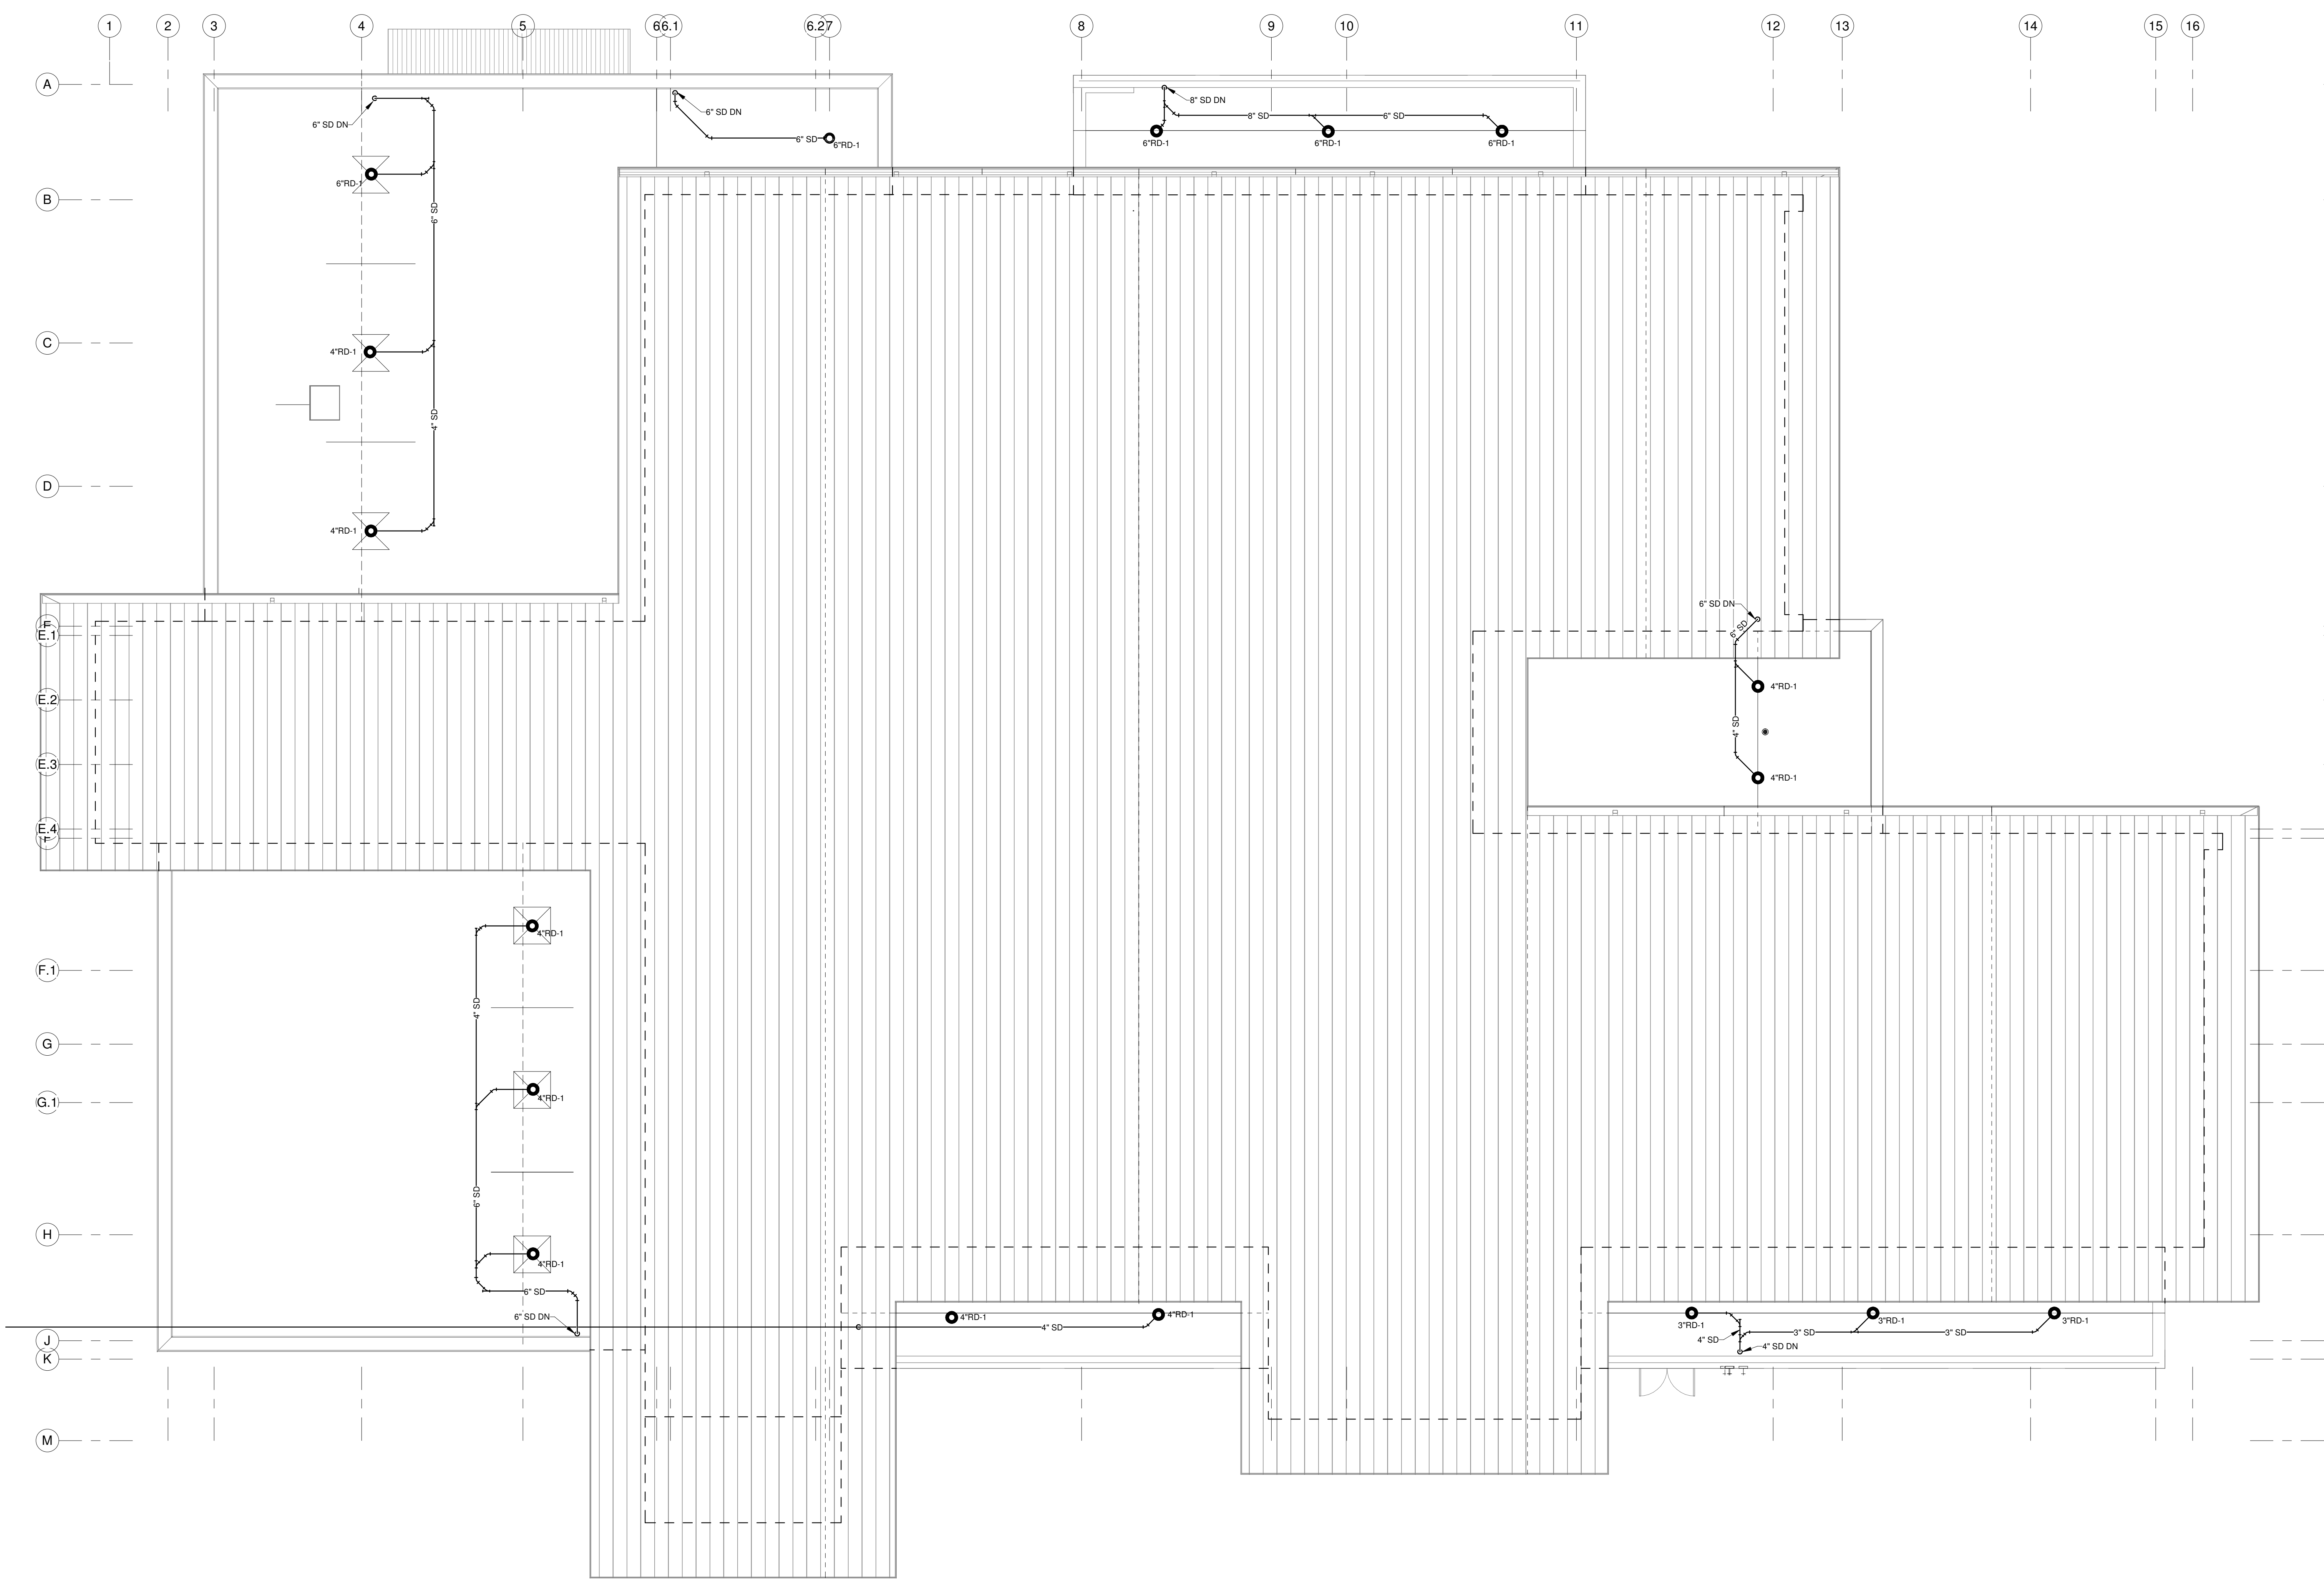 1 2 3 4 5 6 6.1 6.2 7 8 9 10 11 12 13 14 15 16
A
6" SD DN
6" SD DN
8" SD DN
8" SD
6" SD
6" SD
6"RD-1
6"RD-1
6"RD-1
6"RD-1
6"RD-1
B
6" SD
C
4"RD-1
4" SD
D
4"RD-1
6" SD DN
6" SD
E
E.1
E.2
4"RD-1
4" SD
E.3
4"RD-1
E.4
F
4"RD-1
F.1
4" SD
G
G.1
4"RD-1
6" SD
H
4"RD-1
6" SD
6" SD DN
4"RD-1
4"RD-1
C
4" SD
3"RD-1
3"RD-1
3"RD-1
3" SD
3" SD
4" SD
4" SD DN
J
K
M